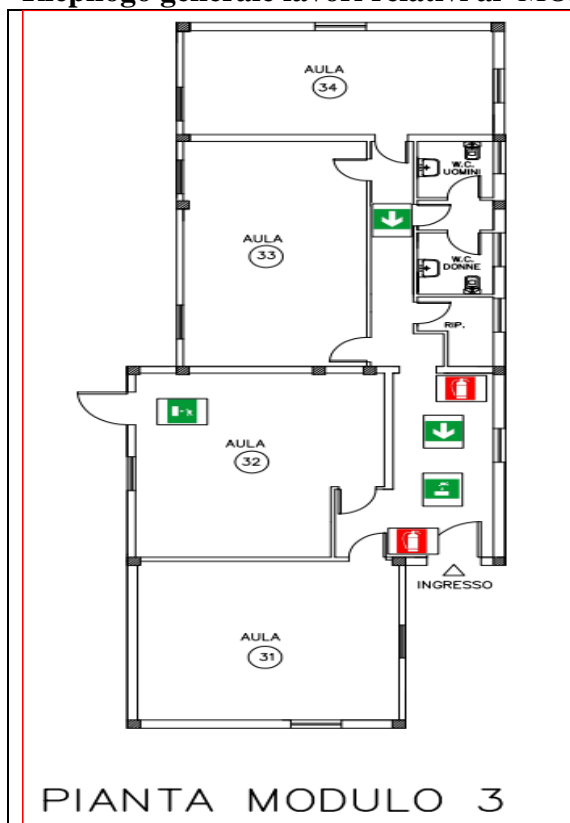 AULA
34
W.C.
UOMINI
AULA
33
W.C.
DONNE
RIP.
AULA
32
INGRESSO
AULA
31
PIANTA MODULO 3